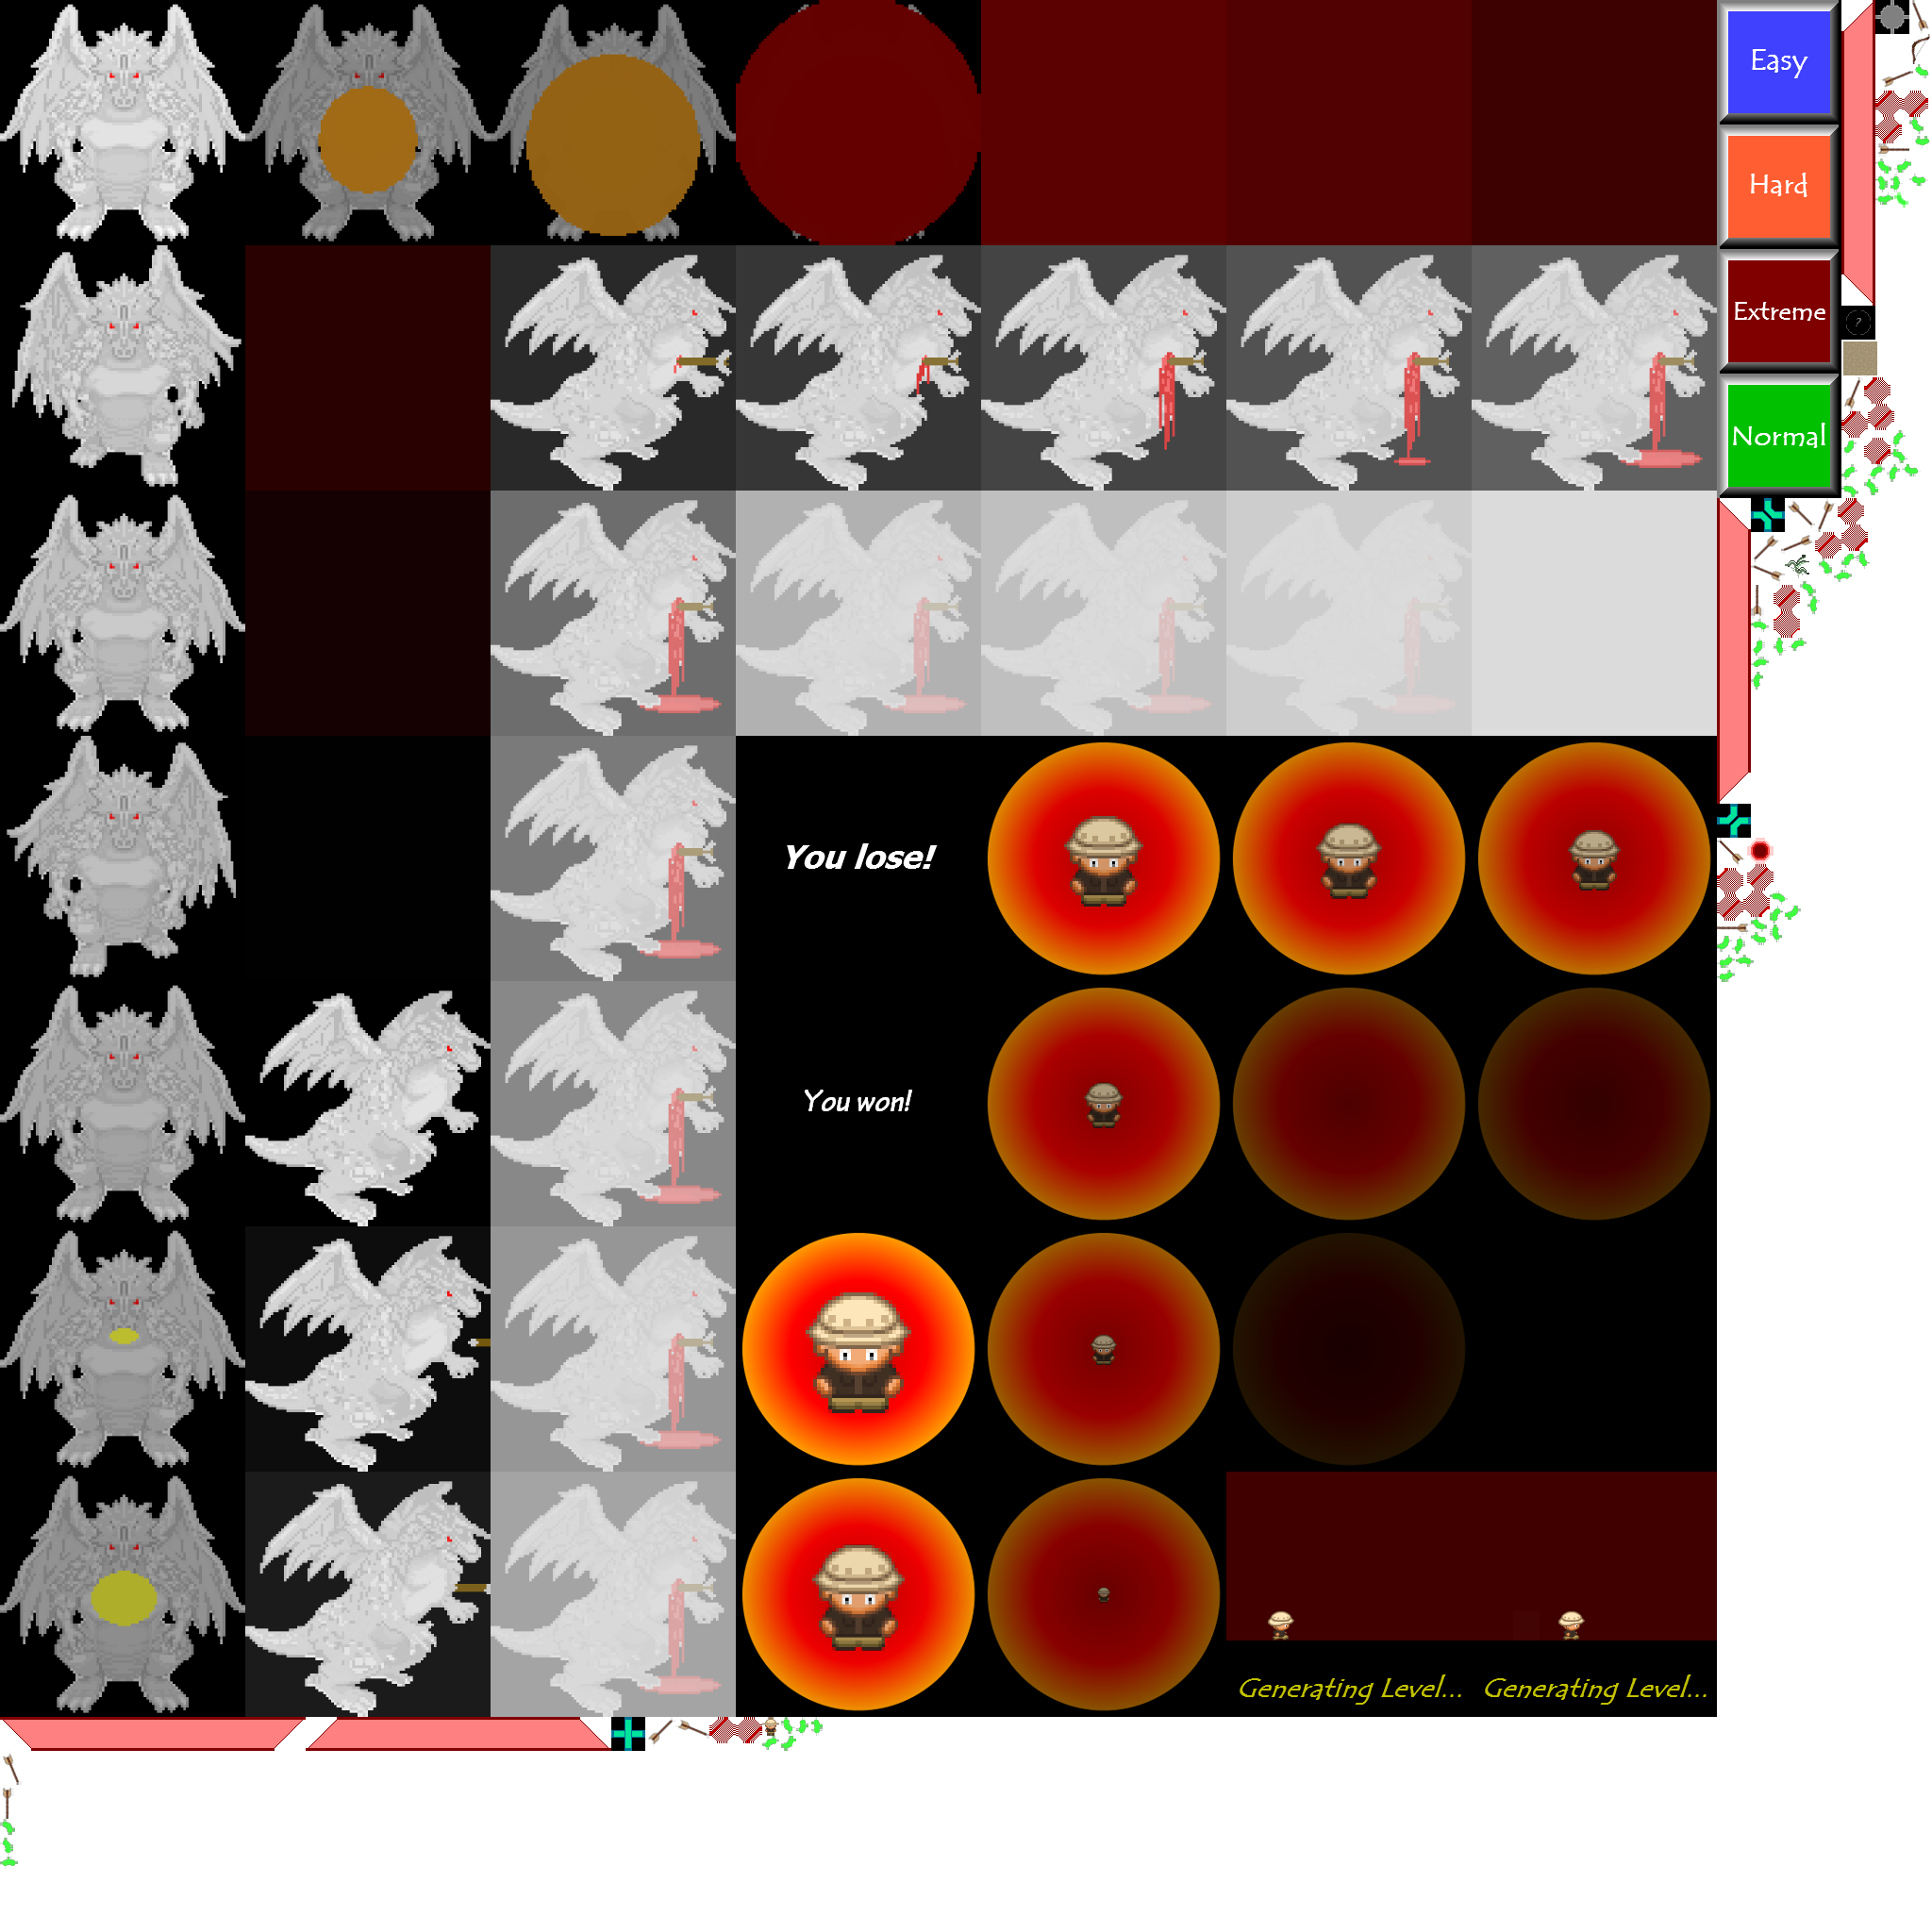 Easy
Hard
Extreme
?
Normal
You lose!
You won!
Generating Level...
Generating Level...